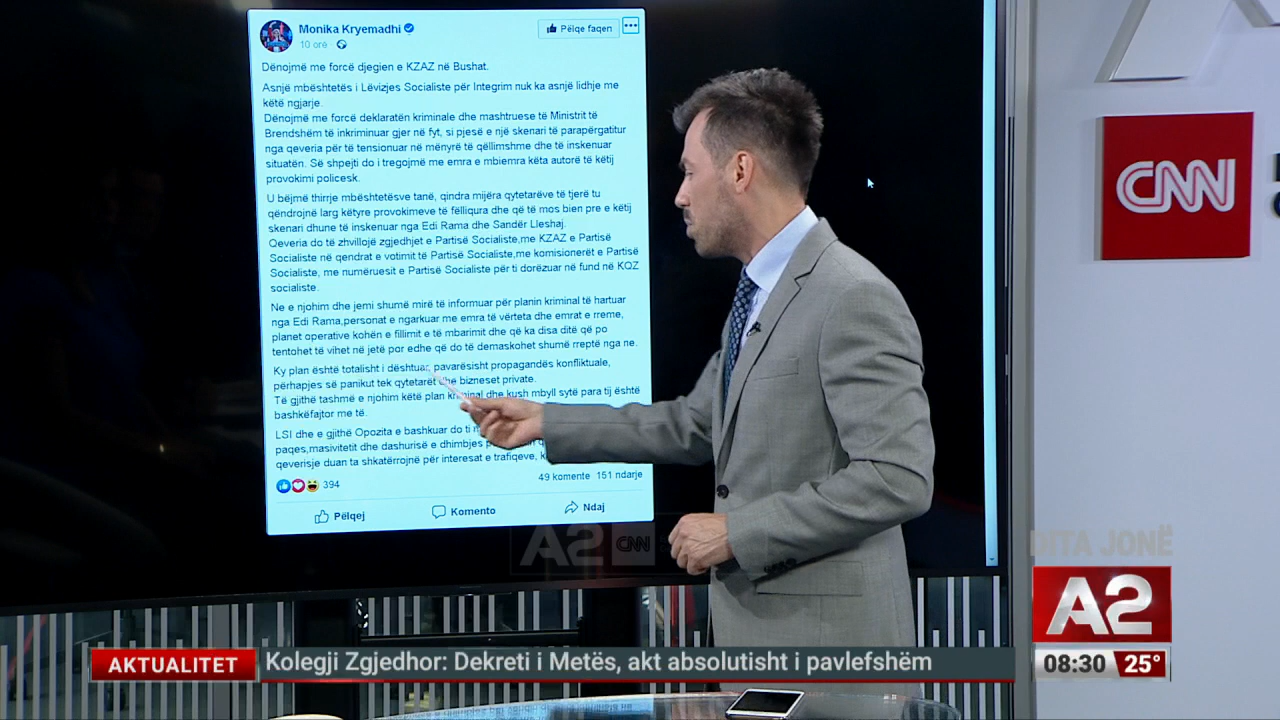 Monika Kryemadhi
10 orë
Pëlqe faqen
Dënojmë me forcë djegien e KZAZ në Bushat.
Asnjë mbështetës i Lëvizjes Socialiste për Integrim nuk ka asnjë lidhje me
këtë ngjarje.
Dënojmë me forcë deklaratën kriminale dhe mashtruese të Ministrit të
Brendshëm të inkriminuar gjer në fyt, si pjesë e një skenari të parapërgatitur
nga qeveria për të tensionuar në mënyrë të qëllimshme dhe të inskenuar
situatën. Së shpejti do i tregojmë me emra e mbiemra këta autorë të këtij
provokimi policesk.
U bëjmë thirrje mbështetësve tanë, qindra mijëra qytetarëve të tjerë tu
qëndrojnë larg këtyre provokimeve të fëlliqura dhe që të mos bien pre e këtij
skenari dhune të inskenuar nga Edi Rama dhe Sandër Lleshaj.
Qeveria do të zhvillojë zgjedhjet e Partisë Socialiste,me KZAZ e Partisë
Socialiste në qendrat e votimit të Partisë Socialiste,me komisionerët e Partisë
Socialiste, me numëruesit e Partisë Socialiste për ti dorëzuar në fund në KQZ
socialiste.
Ne e njohim dhe jemi shumë mirë të informuar për planin kriminal të hartuar
nga Edi Rama,personat e ngarkuar me emra të vërteta dhe emrat e rreme,
planet operative kohën e fillimit e të mbarimit dhe që ka disa ditë që po
tentohet të vihet në jetë por edhe që do të demaskohet shumë rreptë nga ne.
Ky plan është totalisht i dështuar, pavarësisht propagandës konfliktuale,
përhapjes së panikut tek qytetarët dhe bizneset private.
Të gjithë tashmë e njohim këtë plan kriminal dhe kush mbyll sytë para tij është
bashkëfajtor me të.
LSI dhe e gjithë Opozita e bashkuar do ti
paqes,masivitetit dhe dashurisë e dhimbjes
qeverisje duan ta shkatërrojnë për interesat e trafiqeve,
394
49 komente 151 ndarje
Pëlqej
Komento
Ndaj
CNN
A2 CNN
DITA JONË
A2
08:30 25°
AKTUALITET
Kolegji Zgjedhor: Dekreti i Metës, akt absolutisht i pavlefshëm